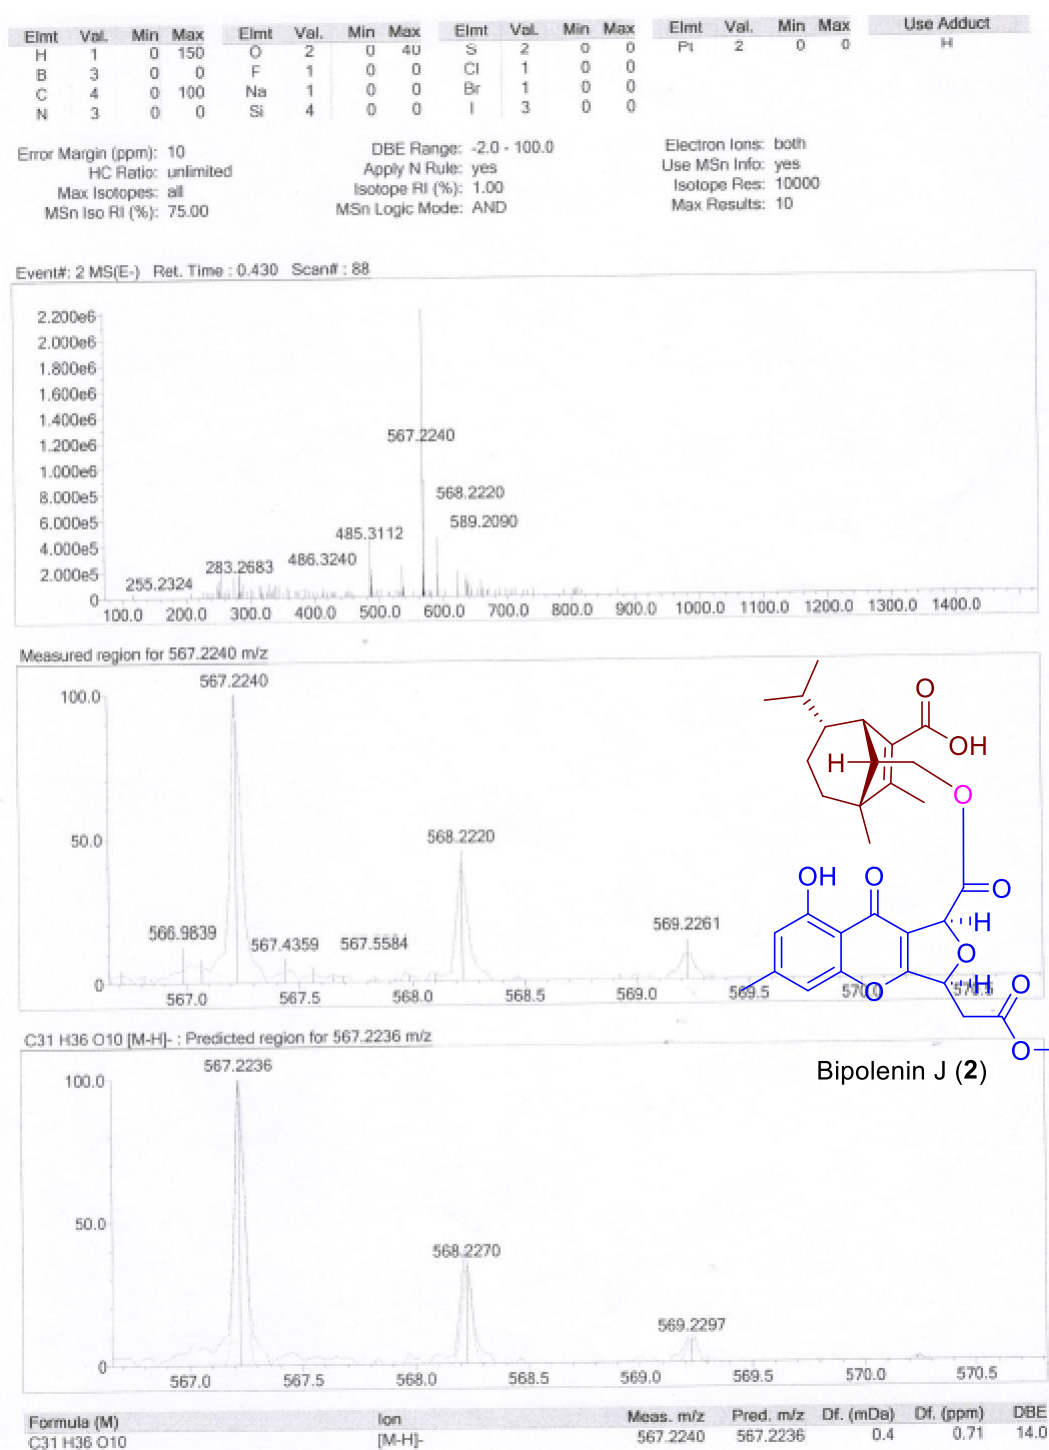 Elmt Val. Min Max Elmt Val. Min Max Elmt Val. Min Max Elmt Val. Min Max Use Adduct
H 1 0 150 O 2 0 40 S 2 0 0 Pt 2 0 0 H
B 3 0 0 F 1 0 0 Cl 1 0 0
C 4 0 100 Na 1 0 0 Br 1 0 0
N 3 0 0 Si 4 0 0 I 3 0 0
Error Margin (ppm): 10 DBE Range: -2.0 - 100.0 Electron Ions: both
HC Ratio: unlimited Apply N Rule: yes Use MSn Info: yes
Max Isotopes: all Isotope RI (%): 1.00 Isotope Res: 10000
MSn Iso RI (%): 75.00 MSn Logic Mode: AND Max Results: 10
Event#: 2 MS(E-) Ret. Time : 0.430 Scan# : 88
2.200e6
2.000e6
1.800e6
1.600e6
1.400e6
1.200e6
1.000e6
8.000e5
6.000e5
4.000e5
2.000e5
0
567.2240
568.2220
589.2090
485.3112
486.3240
283.2683
255.2324
100.0 200.0 300.0 400.0 500.0 600.0 700.0 800.0 900.0 1000.0 1100.0 1200.0 1300.0 1400.0
Measured region for 567.2240 m/z
567.2240
100.0
50.0
0
568.2220
569.2261
566.9839
567.4359
567.5584
567.0 567.5 568.0 568.5 569.0 569.5 570.0 570.5
O
OH
H
O
OH O
O
H
O
O
H
O
O
Bipolenin J (2)
C31 H36 O10 [M-H]- : Predicted region for 567.2236 m/z
567.2236
100.0
50.0
0
568.2270
569.2297
567.0 567.5 568.0 568.5 569.0 569.5 570.0 570.5
Formula (M) Ion Meas. m/z Pred. m/z Df. (mDa) Df. (ppm) DBE
C31 H36 O10 [M-H]- 567.2240 567.2236 0.4 0.71 14.0